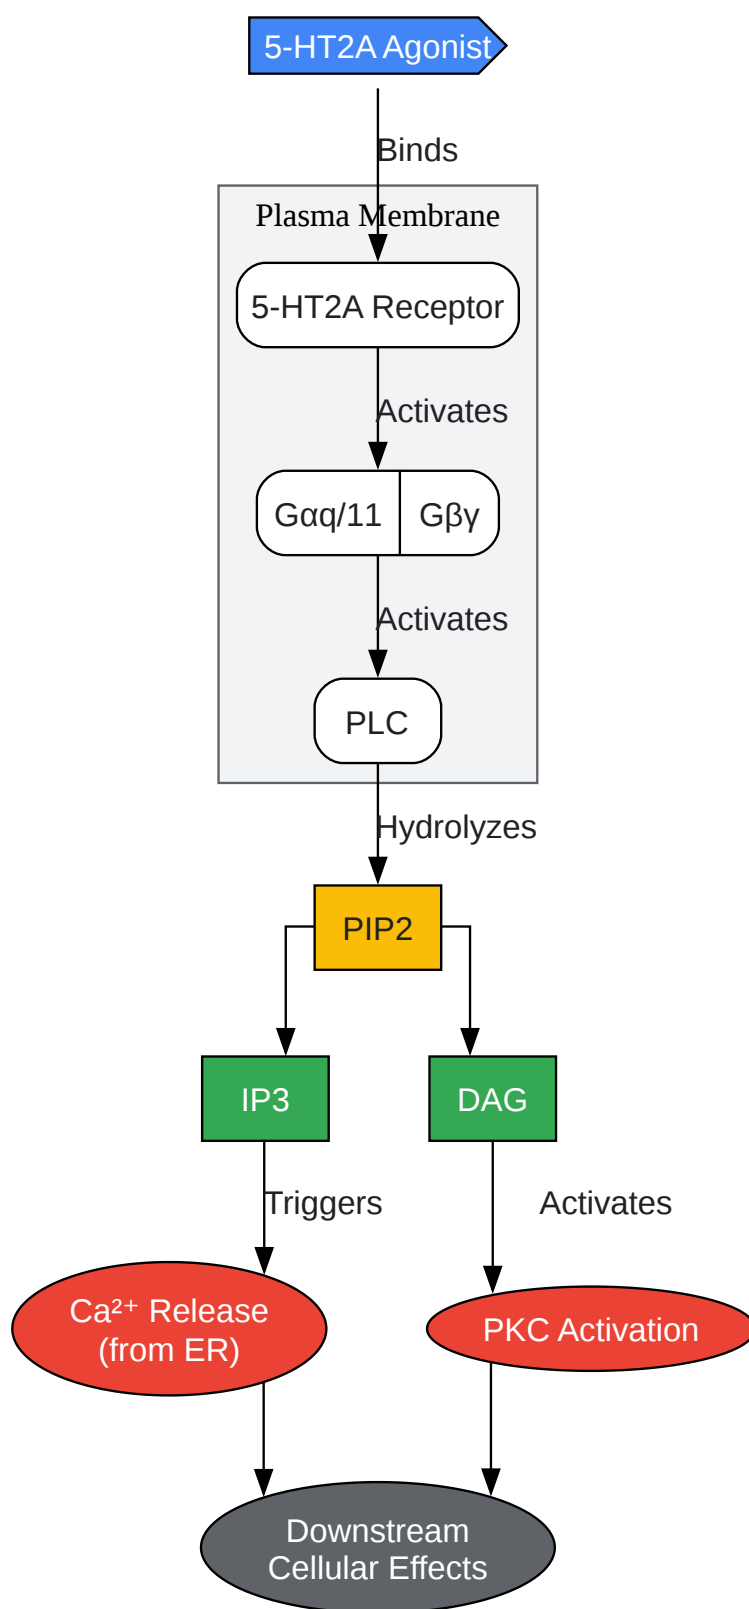 5-HT2A Agonist
Binds
Plasma Membrane
5-HT2A Receptor
Activates
Gαq/11
Gβγ
Activates
PLC
Hydrolyzes
PIP2
IP3
DAG
Triggers
Activates
Ca²⁺ Release
(from ER)
PKC Activation
Downstream
Cellular Effects